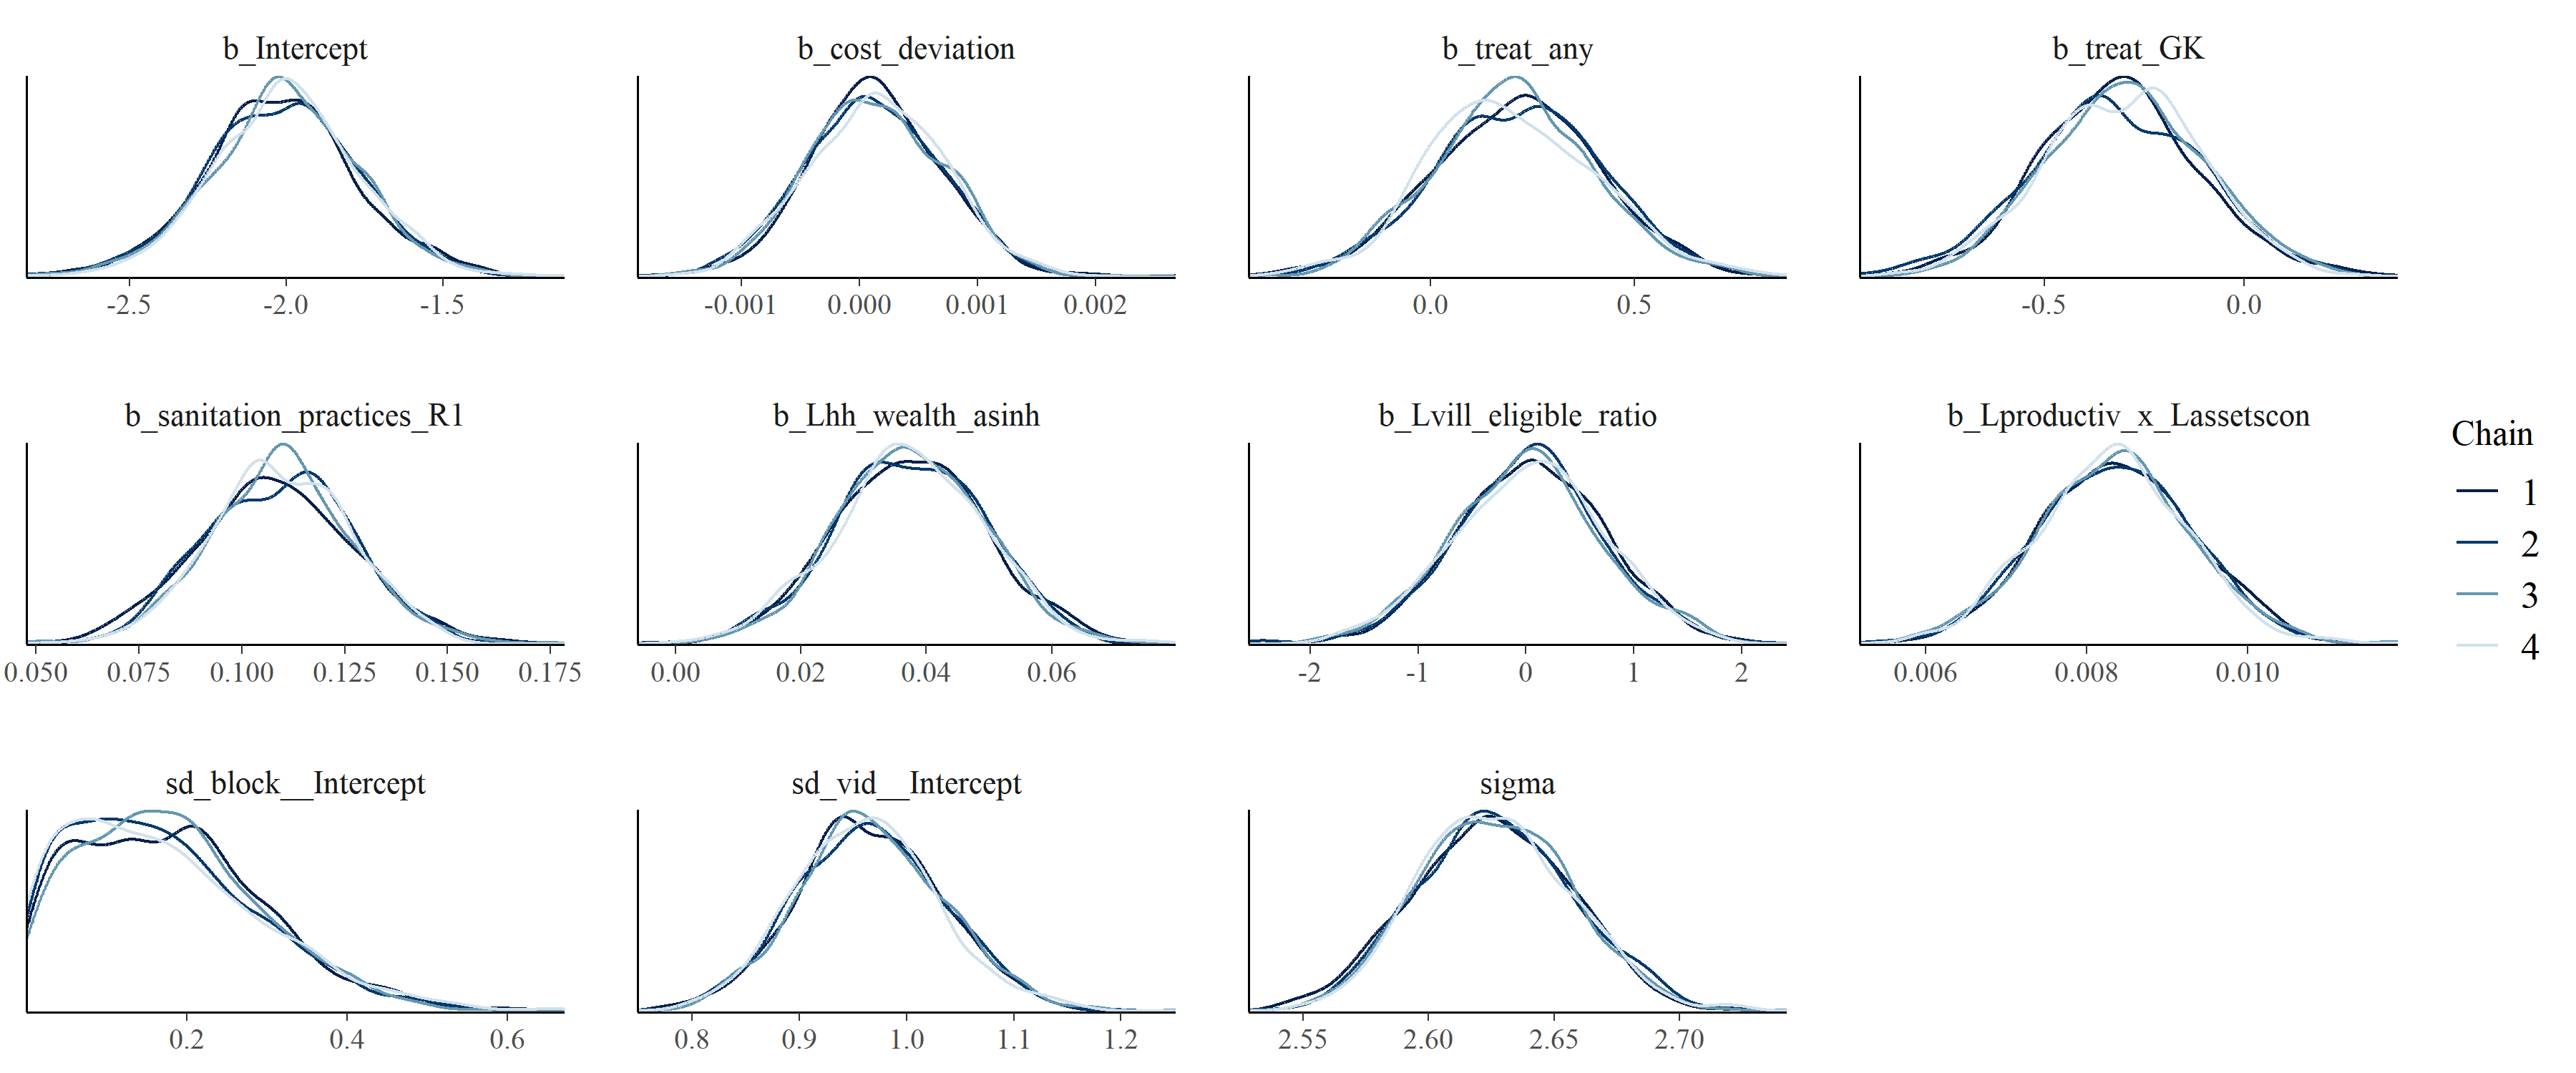 b_Intercept
b_cost_deviation
b_treat_any
b_treat_GK
-2.5 -2.0 -1.5
-0.001 0.000 0.001 0.002
0.0 0.5
-0.5 0.0
b_sanitation_practices_R1
b_Lhh_wealth_asinh
b_Lvill_eligible_ratio
b_Lproductiv_x_Lassetscon
0.050 0.075 0.100 0.125 0.150 0.175
0.00 0.02 0.04 0.06
-2 -1 0 1 2
0.006 0.008 0.010
sd_block__Intercept
sd_vid__Intercept
sigma
0.2 0.4 0.6
0.8 0.9 1.0 1.1 1.2
2.55 2.60 2.65 2.70
Chain
1
2
3
4